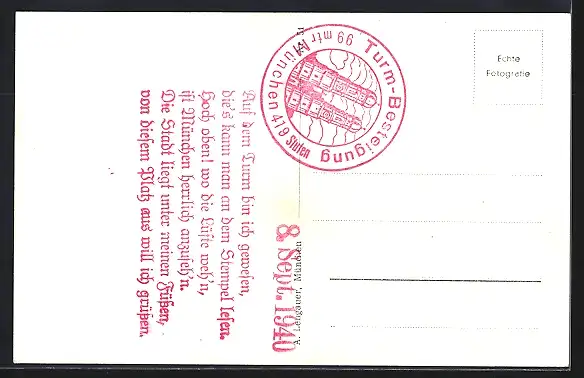 Auf dem Turm bin ich gewesen,
die's kann man an dem Stempel lesen.
Hoch oben! wo die Lüfte weh'n,
ist München herrlich anzuseh'n.
Die Stadt liegt unter meinen Füßen,
von diesem Platz aus will ich grüßen.
Turm-Besteigung
München 479 Stufen
99 mtr
8. Sept. 1940
A. Lengauer, München
Echte
Fotografie